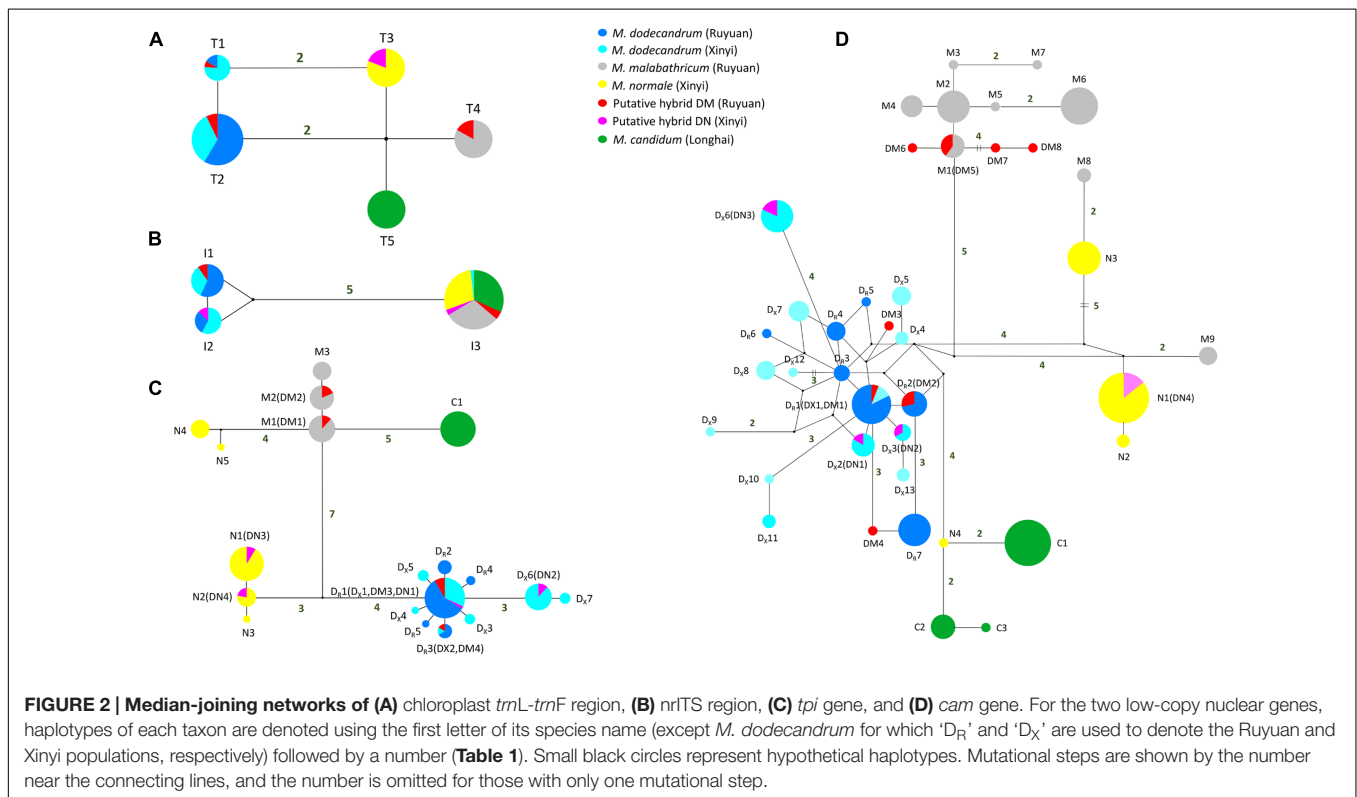 A
T1
2
T3
T2
2
T4
T5
M. dodecandrum (Ruyuan)
M. dodecandrum (Xinyi)
M. malabathricum (Ruyuan)
M. normale (Xinyi)
Putative hybrid DM (Ruyuan)
Putative hybrid DN (Xinyi)
M. candidum (Longhai)
B
I1
I2
5
I3
C
M3
M2(DM2)
M1(DM1)
C1
N4
N5
4
5
7
N1(DN3)
N2(DN4)
N3
3
DR1(DX1,DM3,DN1)
4
DR2
DX5
DR4
DX6(DN2)
3
DX7
DX4
DX3
DR5
DR3(DX2,DM4)
D
M3
2
M7
M2
M4
M5
2
M6
4
DM6
M1(DM5)
DM7
DM8
M8
2
N3
5
5
DX6(DN3)
4
DX7
DR4
DR5
DX5
DM3
DX4
DR6
DX12
DR3
4
4
2
M9
DX8
3
DR1(DX1,DM1)
DR2(DM2)
N1(DN4)
N2
DX9
2
3
DX2(DN1)
DX3(DN2)
3
3
4
DX10
DX13
DX11
DM4
DR7
N4
2
C1
2
C2
C3
FIGURE 2 | Median-joining networks of (A) chloroplast trnL-trnF region, (B) nrITS region, (C) tpi gene, and (D) cam gene. For the two low-copy nuclear genes,
haplotypes of each taxon are denoted using the first letter of its species name (except M. dodecandrum for which ‘DR’ and ‘DX’ are used to denote the Ruyuan and
Xinyi populations, respectively) followed by a number (Table 1). Small black circles represent hypothetical haplotypes. Mutational steps are shown by the number
near the connecting lines, and the number is omitted for those with only one mutational step.